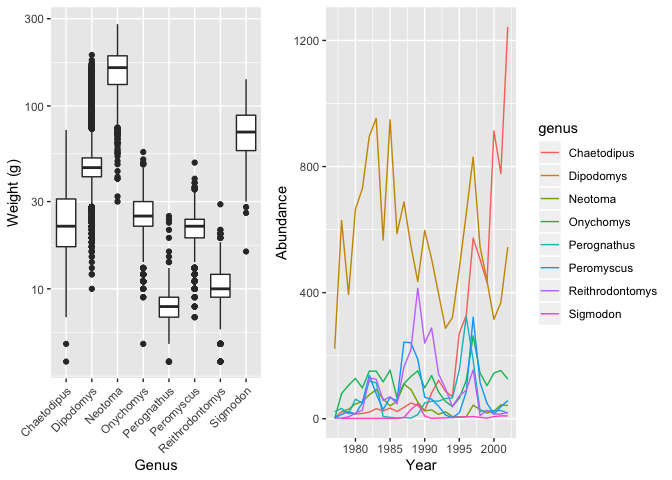 300
100
30
10
Weight (g)
Chaetodipus
Dipodomys
Neotoma
Onychomys
Perognathus
Peromyscus
Reithrodontomys
Sigmodon
Genus
1200
800
400
0
Abundance
1980
1985
1990
1995
2000
Year
genus
Chaetodipus
Dipodomys
Neotoma
Onychomys
Perognathus
Peromyscus
Reithrodontomys
Sigmodon